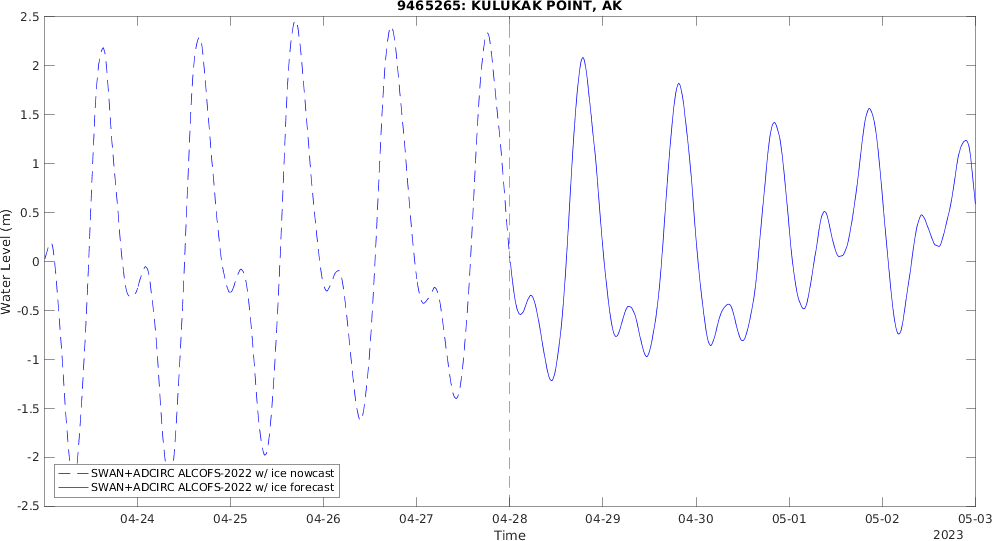 9465265: KULUKAK POINT, AK
2.5
2
1.5
1
0.5
0
-0.5
-1
-1.5
-2
-2.5
Water Level (m)
SWAN+ADCIRC ALCOFS-2022 w/ ice nowcast
SWAN+ADCIRC ALCOFS-2022 w/ ice forecast
04-24 04-25 04-26 04-27 04-28 04-29 04-30 05-01 05-02 05-03
Time 2023